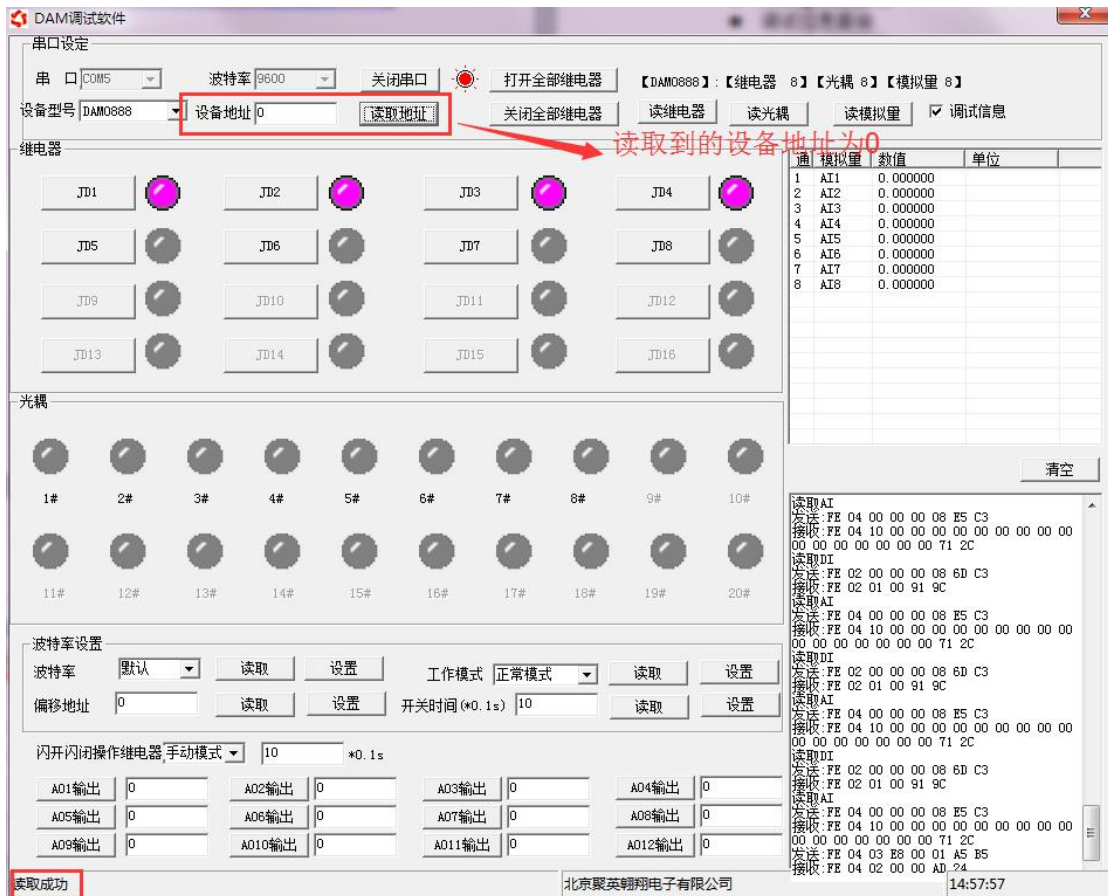 DAM调试软件
串口设定
串 口 COM5 波特率 9600 关闭串口 打开全部继电器 【DAM0888】:【继电器 8】【光耦 8】【模拟量 8】
设备型号 DAM0888 设备地址 0 读取地址 关闭全部继电器 读继电器 读光耦 读模拟量 调试信息
读取到的设备地址为0
继电器
JD1 JD2 JD3 JD4
JD5 JD6 JD7 JD8
JD9 JD10 JD11 JD12
JD13 JD14 JD15 JD16
通 模拟量 数值 单位
1 AI1 0.000000
2 AI2 0.000000
3 AI3 0.000000
4 AI4 0.000000
5 AI5 0.000000
6 AI6 0.000000
7 AI7 0.000000
8 AI8 0.000000
光耦
1# 2# 3# 4# 5# 6# 7# 8# 9# 10#
11# 12# 13# 14# 15# 16# 17# 18# 19# 20#
清空
读取AI
发送:FE 04 00 00 00 08 E5 C3
接收:FE 04 10 00 00 00 00 00 00 00 00 00
00 00 00 00 00 00 00 71 2C
读取DI
发送:FE 02 00 00 00 08 6D C3
接收:FE 02 01 00 91 9C
读取AI
发送:FE 04 00 00 00 08 E5 C3
接收:FE 04 10 00 00 00 00 00 00 00 00 00
00 00 00 00 00 00 00 71 2C
读取DI
发送:FE 02 00 00 00 08 6D C3
接收:FE 02 01 00 91 9C
读取AI
发送:FE 04 00 00 00 08 E5 C3
接收:FE 04 10 00 00 00 00 00 00 00 00 00
00 00 00 00 00 00 00 71 2C
读取DI
发送:FE 02 00 00 00 08 6D C3
接收:FE 02 01 00 91 9C
读取AI
发送:FE 04 00 00 00 08 E5 C3
接收:FE 04 10 00 00 00 00 00 00 00 00 00
00 00 00 00 00 00 00 71 2C
发送:FE 04 03 E8 00 01 A5 B5
接收:FE 04 02 00 00 AD 24
波特率设置
波特率 默认 读取 设置 工作模式 正常模式 读取 设置
偏移地址 0 读取 设置 开关时间(*0.1s) 10 读取 设置
闪开闪闭操作继电器 手动模式 10 *0.1s
AO1输出 0 AO2输出 0 AO3输出 0 AO4输出 0
AO5输出 0 AO6输出 0 AO7输出 0 AO8输出 0
AO9输出 0 AO10输出 0 AO11输出 0 AO12输出 0
读取成功 北京聚英翱翔电子有限公司 14:57:57